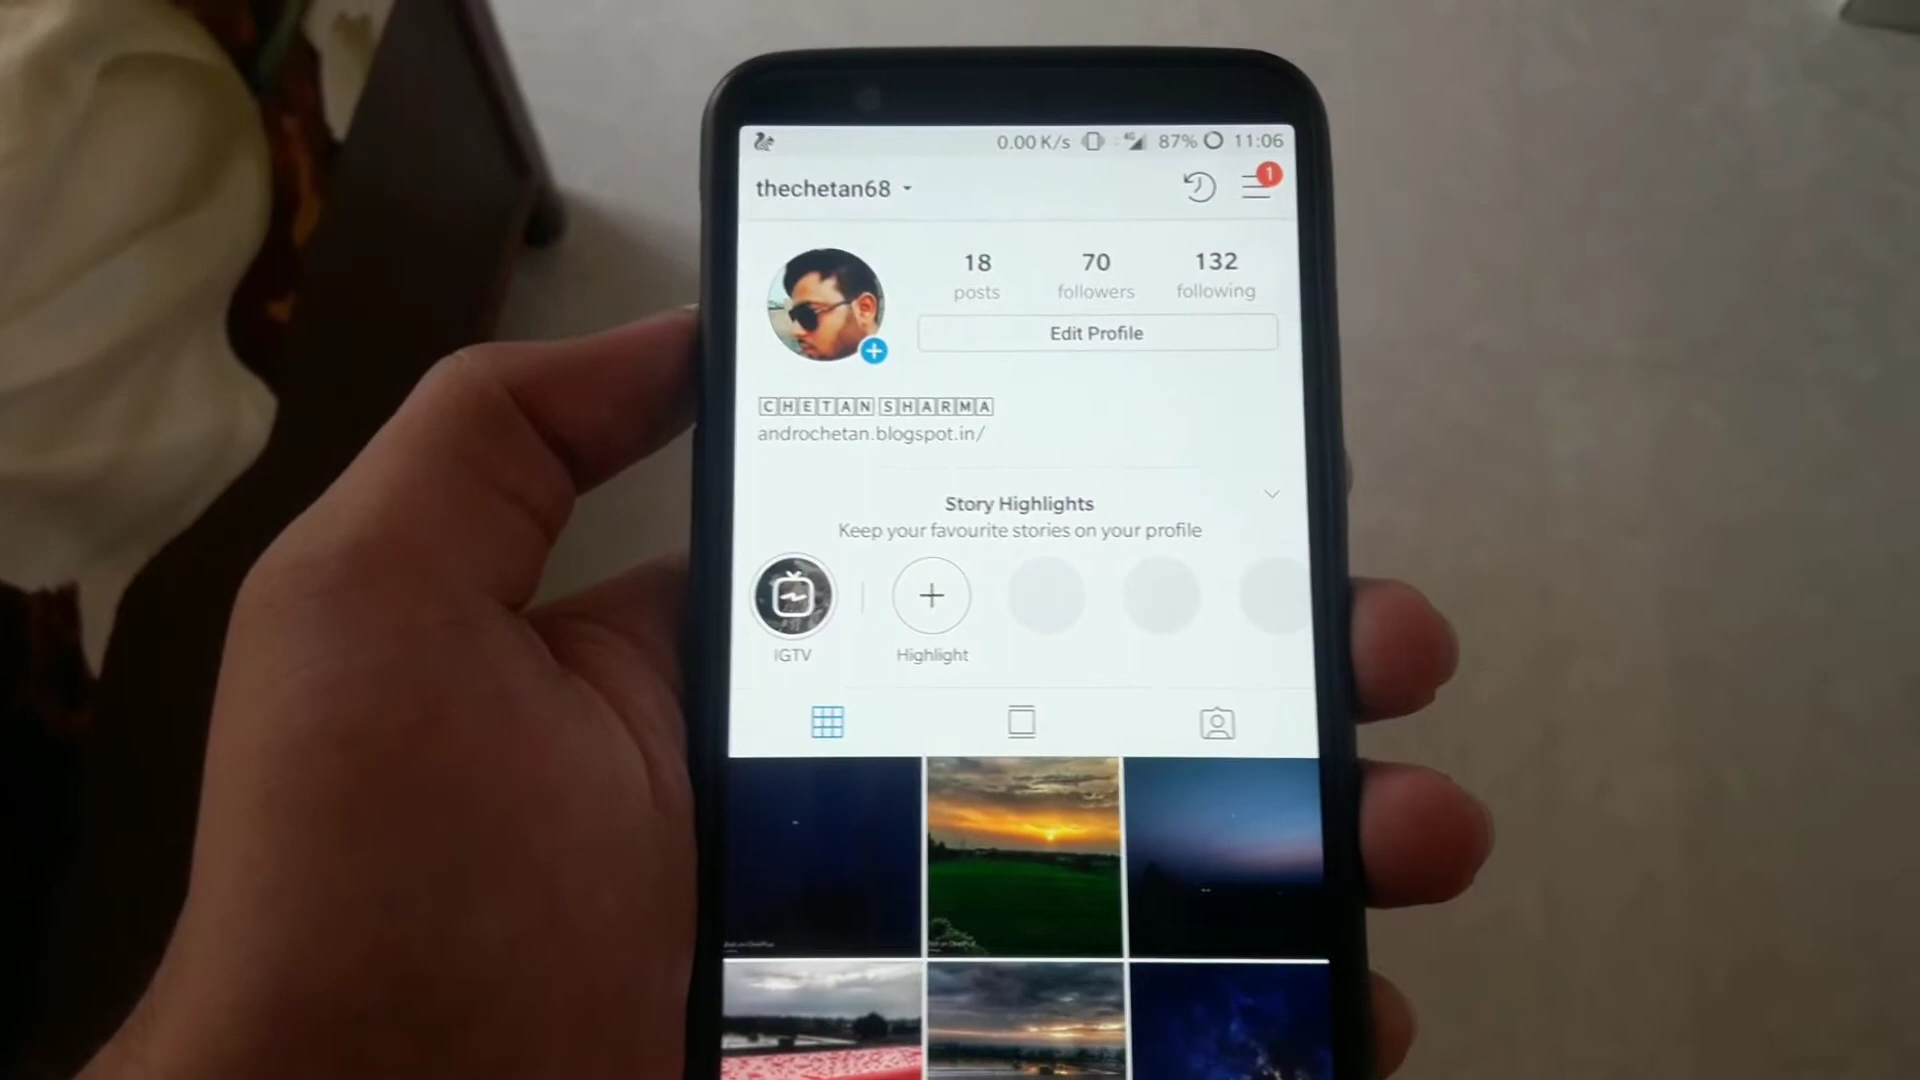 0.00 K/s 4G 87% 11:06
thechetan68
1
18 70 132
posts followers following
Edit Profile
CHETAN SHARMA
androchetan.blogspot.in/
Story Highlights
Keep your favourite stories on your profile
+
IGTV Highlight